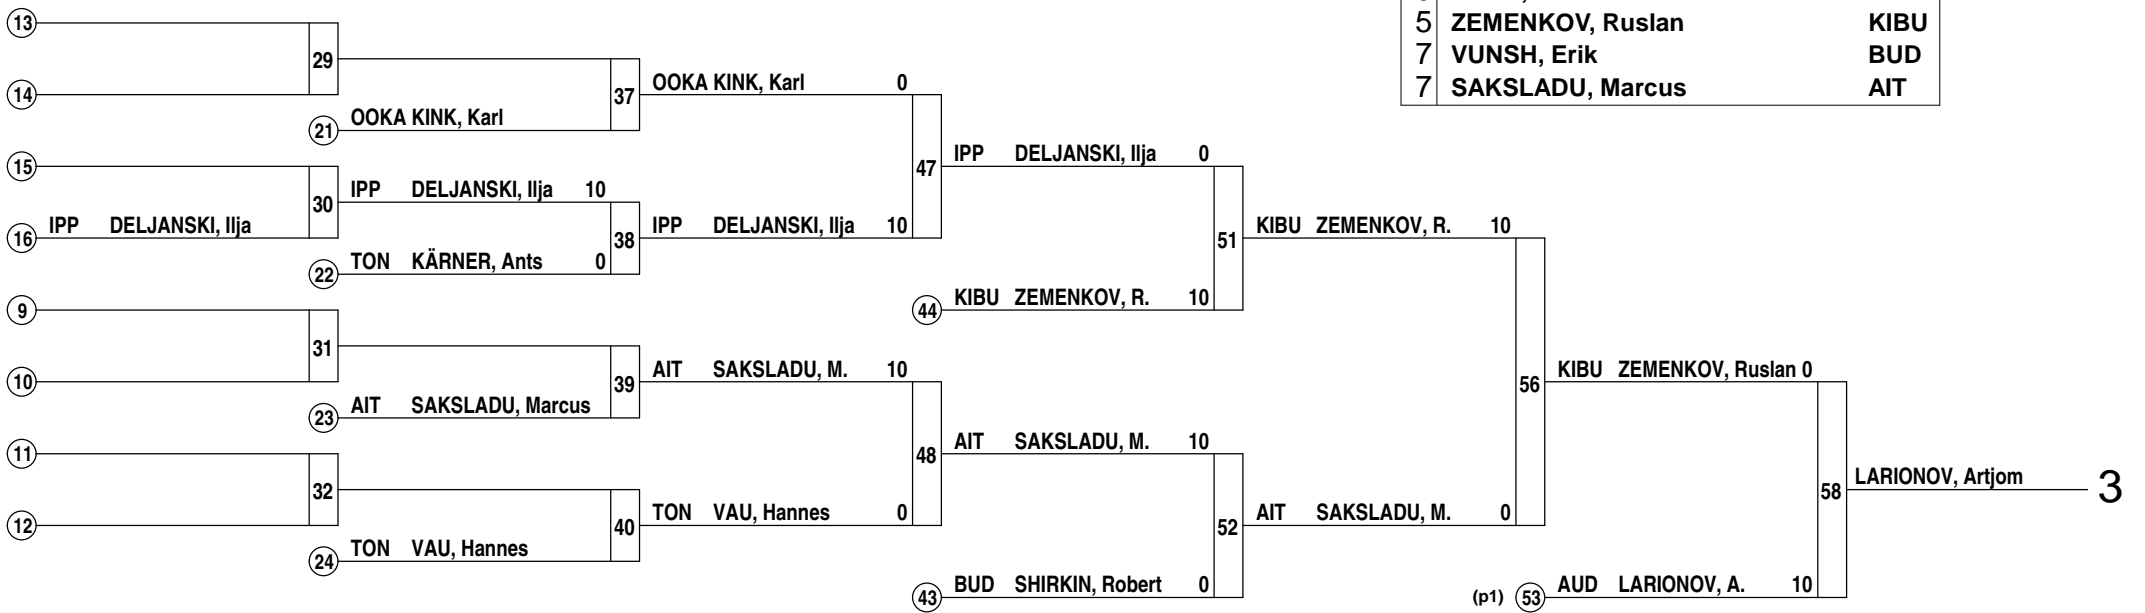 5 ZEMENKOV, Ruslan KIBU
7 VUNSH, Erik BUD
7 SAKSLADU, Marcus AIT
13
29
14
37
OOKA KINK, Karl 0
21 OOKA KINK, Karl
15
47
IPP DELJANSKI, Ilja 0
30
IPP DELJANSKI, Ilja 10
16 IPP DELJANSKI, Ilja
38
IPP DELJANSKI, Ilja 10
51
KIBU ZEMENKOV, R. 10
22 TON KÄRNER, Ants 0
9
44 KIBU ZEMENKOV, R. 10
31
10
39
AIT SAKSLADU, M. 10
56
KIBU ZEMENKOV, Ruslan 0
23 AIT SAKSLADU, Marcus
11
48
AIT SAKSLADU, M. 10
32
58
LARIONOV, Artjom 3
12
40
TON VAU, Hannes 0
52
AIT SAKSLADU, M. 0
24 TON VAU, Hannes
43 BUD SHIRKIN, Robert 0
(p1) 53 AUD LARIONOV, A. 10